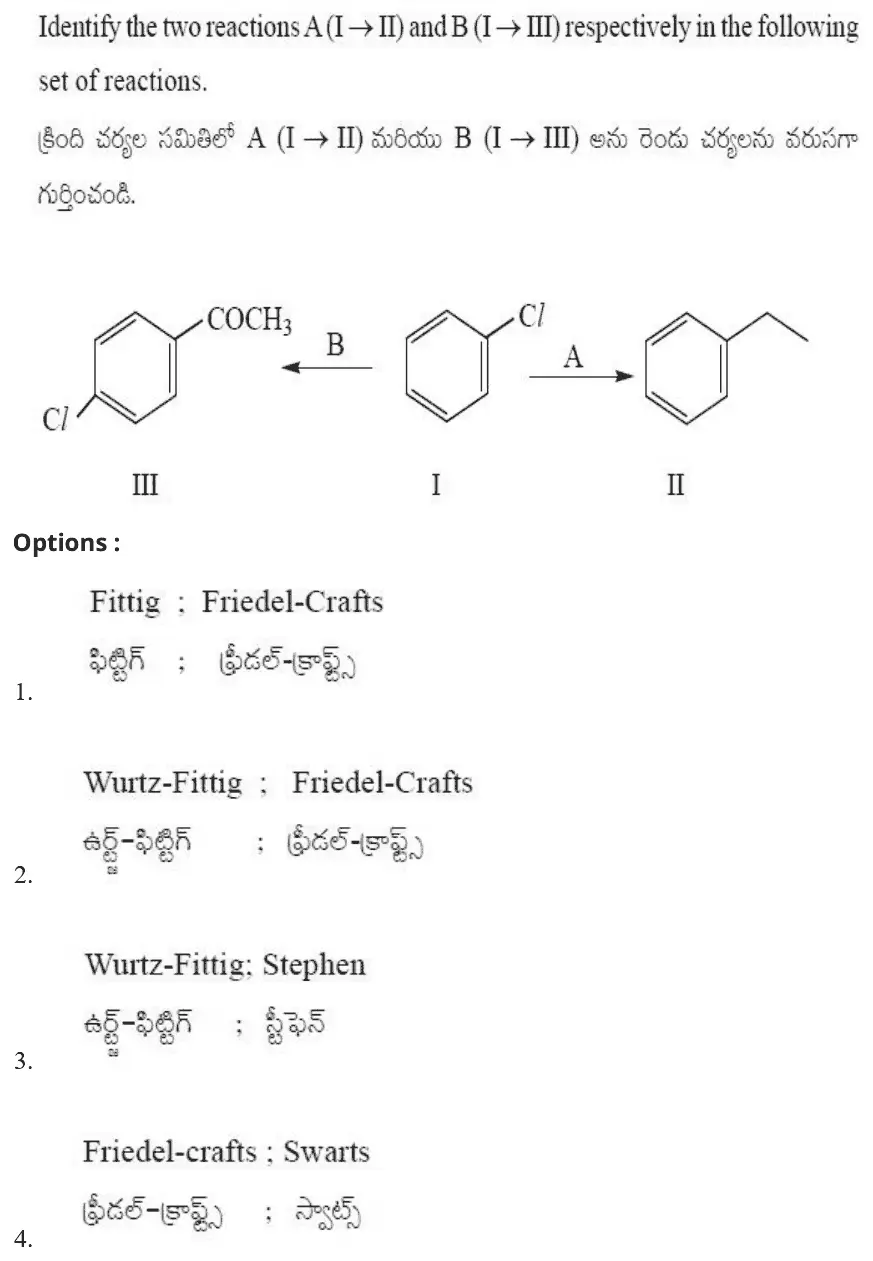 Identify the two reactions A (I → II) and B (I → III) respectively in the following
set of reactions.
క్రింది చర్యల సమితిలో A (I → II) మరియు B (I → III) అను రెండు చర్యలను వరుసగా
గుర్తించండి.
COCH3
B
Cl
A
Cl
III
I
II
Options :
Fittig ; Friedel-Crafts
ఫిట్టిగ్ ; ఫ్రీడల్-క్రాఫ్ట్స్
1.
Wurtz-Fittig ; Friedel-Crafts
ఉర్ట్జ్-ఫిట్టిగ్ ; ఫ్రీడల్-క్రాఫ్ట్స్
2.
Wurtz-Fittig; Stephen
ఉర్ట్జ్-ఫిట్టిగ్ ; స్టీఫెన్
3.
Friedel-crafts ; Swarts
ఫ్రీడల్-క్రాఫ్ట్స్ ; స్వార్ట్స్
4.